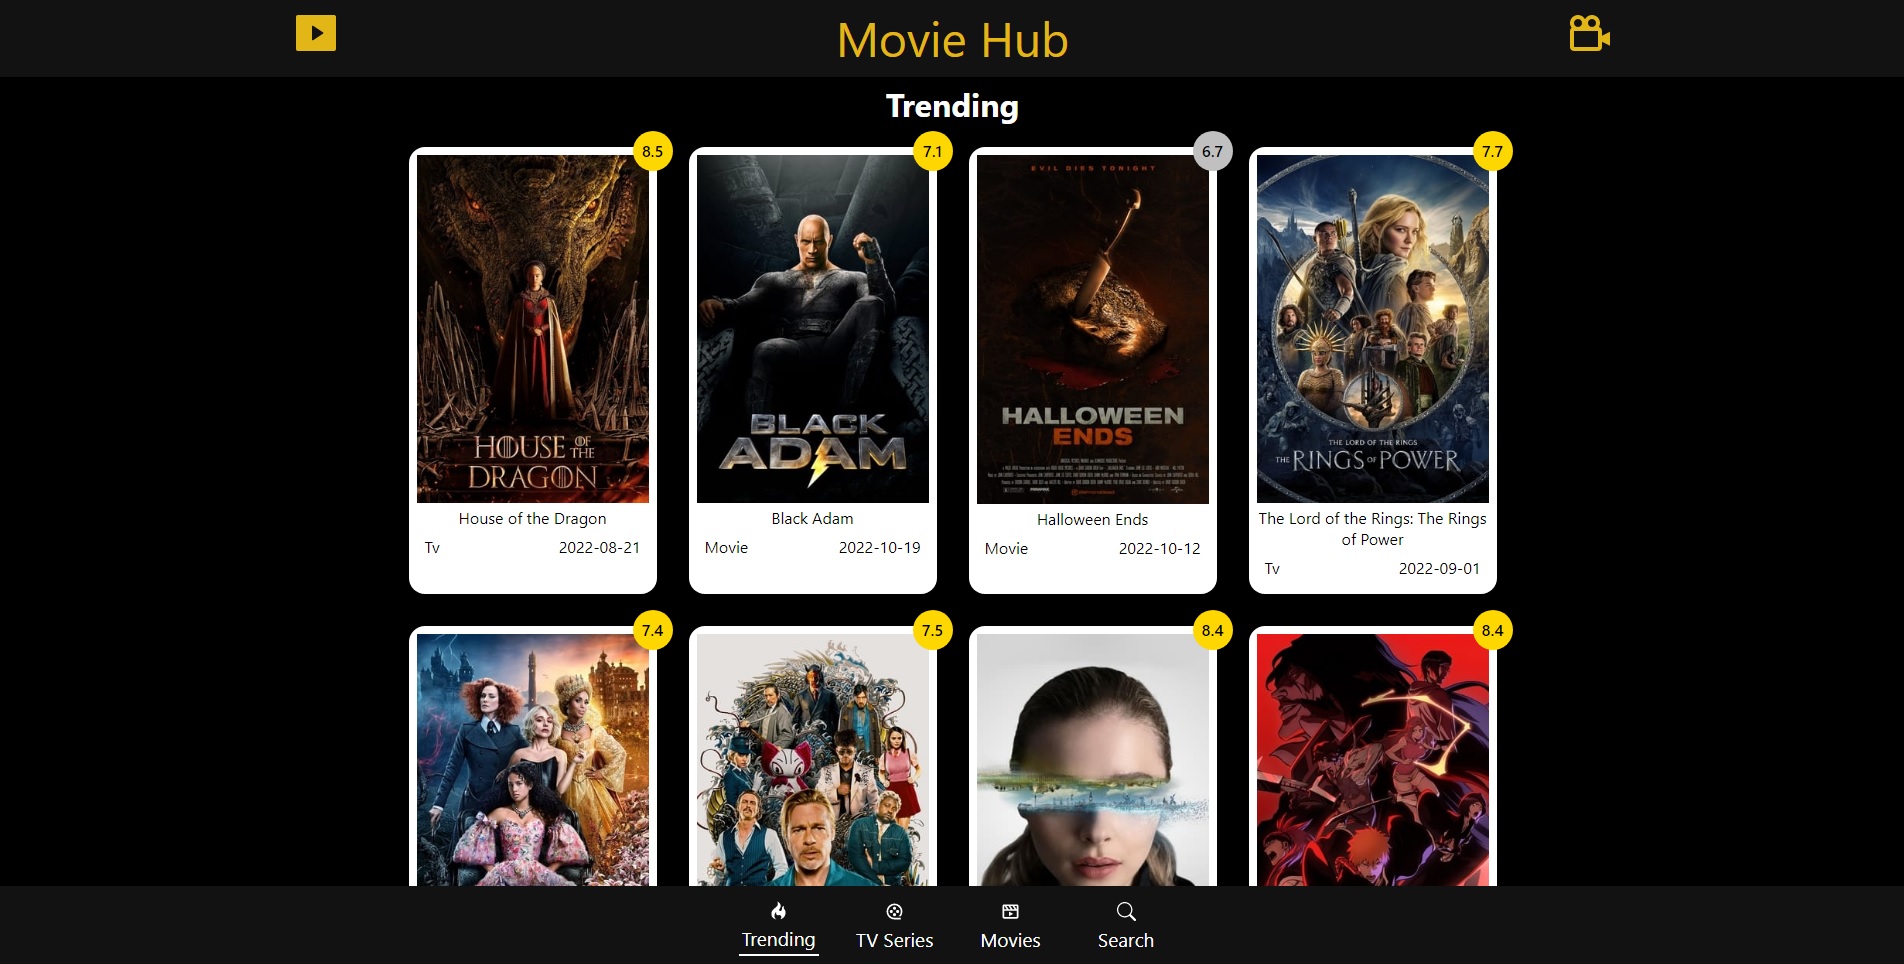 Movie Hub
Trending
8.5
7.1
6.7
7.7
HOUSE OF THE
DRAGON
BLACK
ADAM
EVIL DIES TONIGHT
HALLOWEEN
ENDS
THE LORD OF THE RINGS
THE RINGS OF POWER
House of the Dragon
Tv 2022-08-21
Black Adam
Movie 2022-10-19
Halloween Ends
Movie 2022-10-12
The Lord of the Rings: The Rings
of Power
Tv 2022-09-01
7.4
7.5
8.4
8.4
Trending
TV Series
Movies
Search